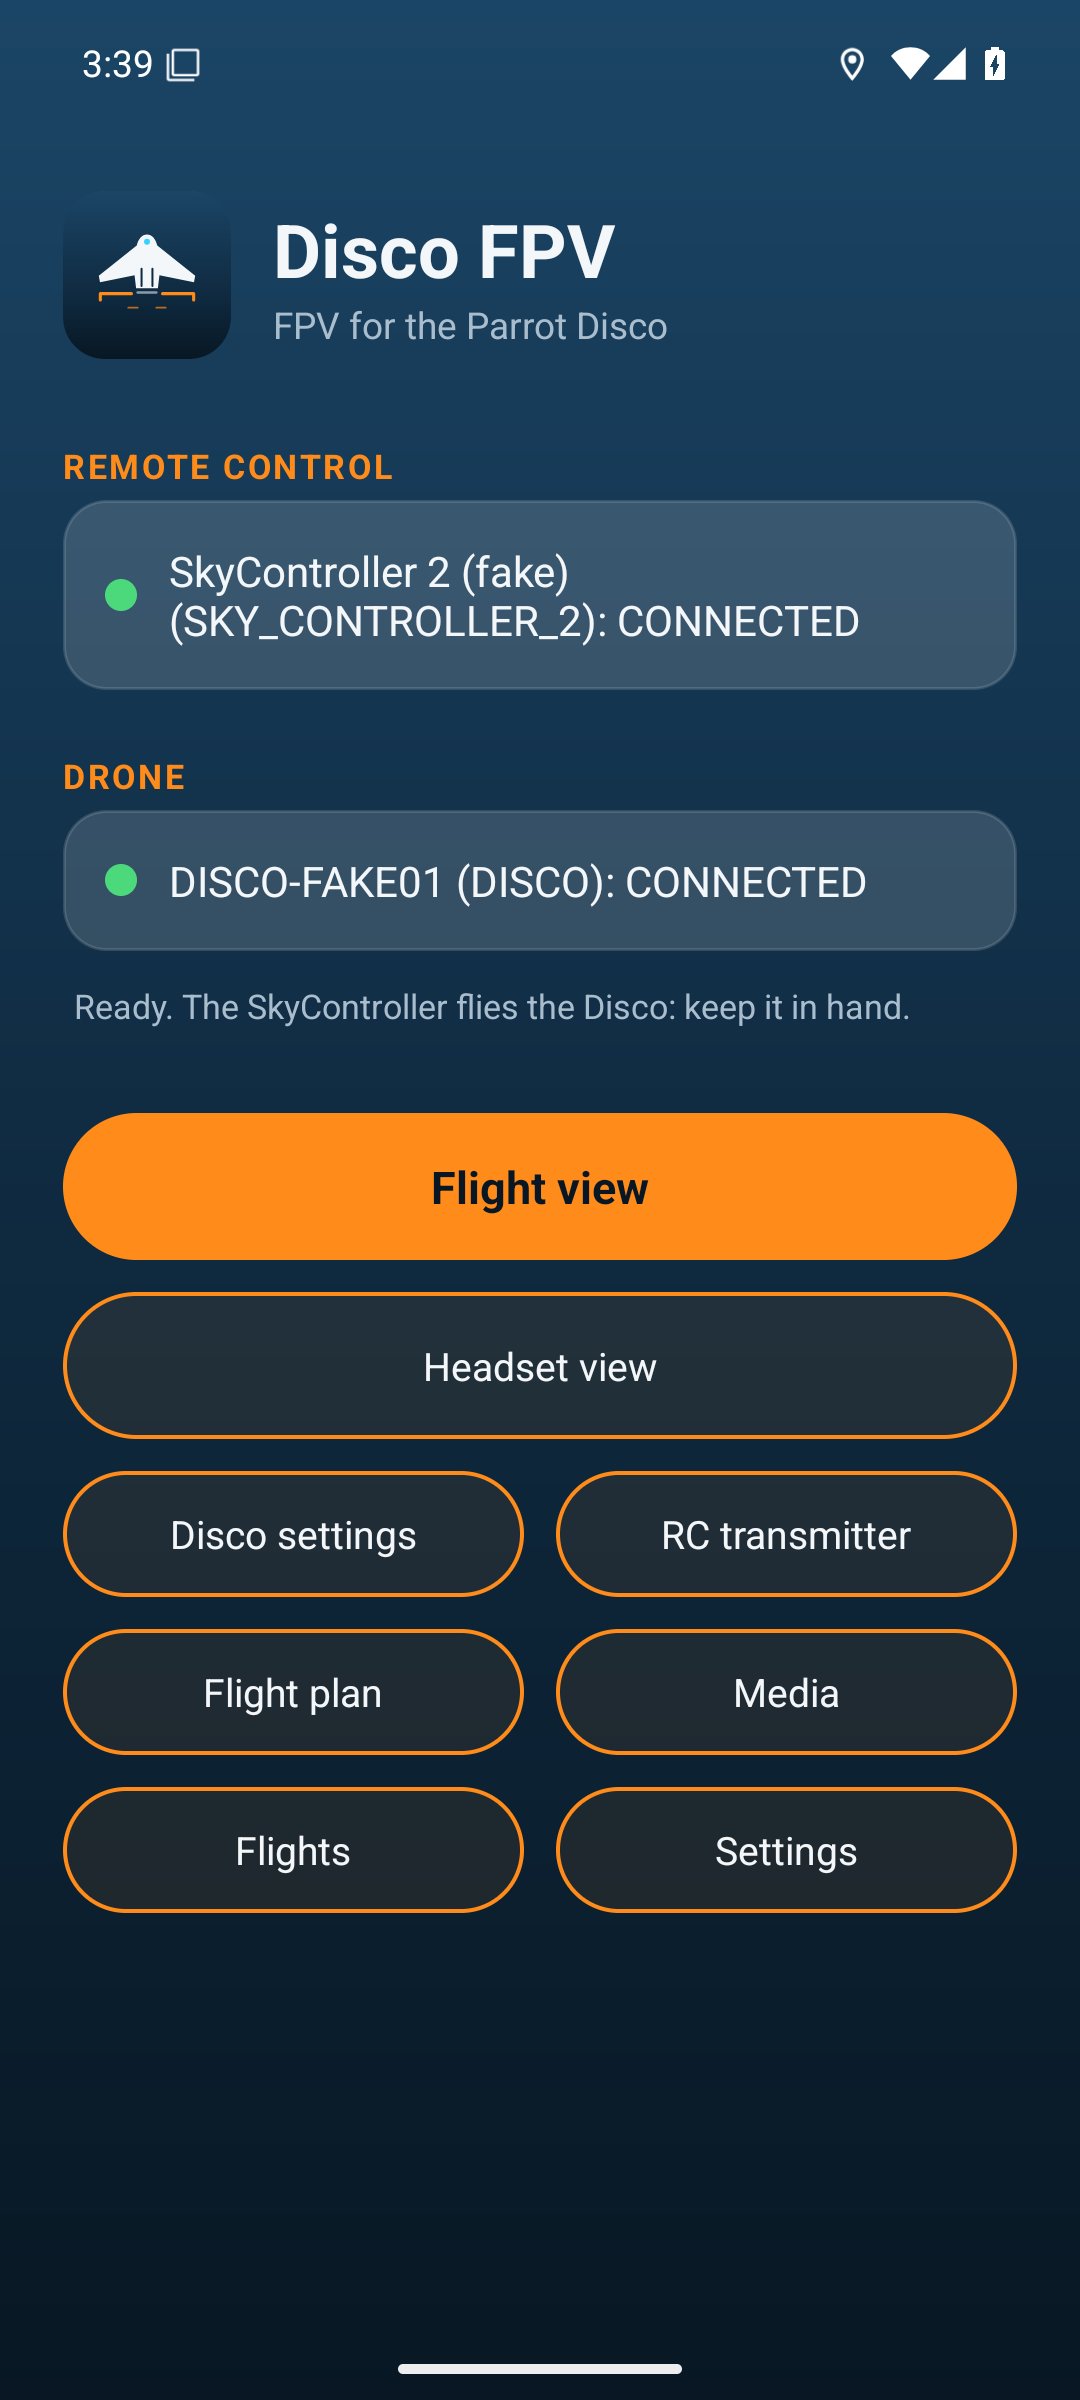 3:39
Disco FPV
FPV for the Parrot Disco
REMOTE CONTROL
SkyController 2 (fake)
(SKY_CONTROLLER_2): CONNECTED
DRONE
DISCO-FAKE01 (DISCO): CONNECTED
Ready. The SkyController flies the Disco: keep it in hand.
Flight view
Headset view
Disco settings
RC transmitter
Flight plan
Media
Flights
Settings